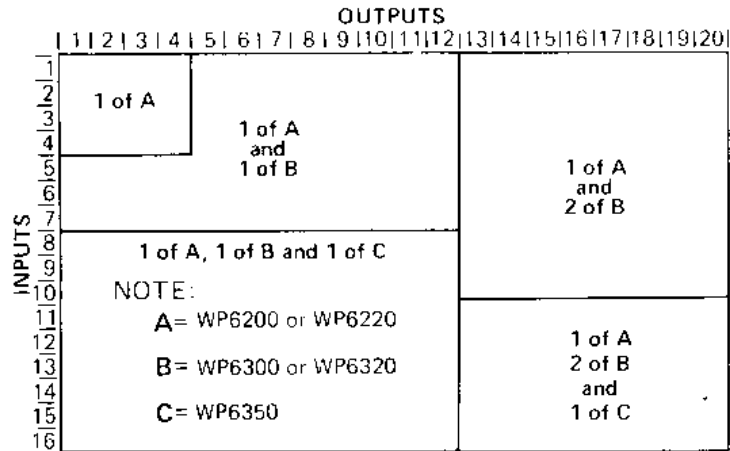 OUTPUTS
| 1 | 2 | 3 | 4 | 5 | 6 | 7 | 8 | 9 | 10 | 11 | 12 | 13 | 14 | 15 | 16 | 17 | 18 | 19 | 20 |
INPUTS
1
2
3
4
5
6
7
8
9
10
11
12
13
14
15
16
1 of A
1 of A
and
1 of B
1 of A
and
2 of B
1 of A, 1 of B and 1 of C
NOTE:
A= WP6200 or WP6220
B= WP6300 or WP6320
C= WP6350
1 of A
2 of B
and
1 of C